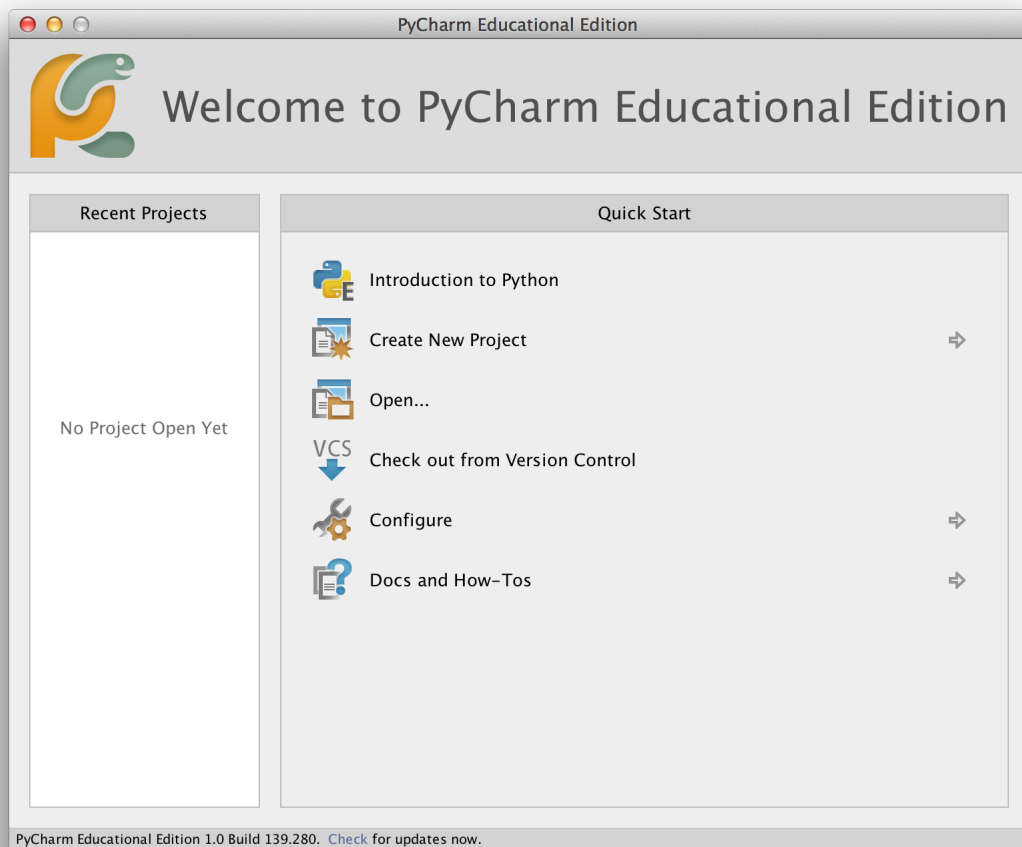 PyCharm Educational Edition
Welcome to PyCharm Educational Edition
Recent Projects
No Project Open Yet
Quick Start
Introduction to Python
Create New Project
Open...
VCS
Check out from Version Control
Configure
Docs and How-Tos
PyCharm Educational Edition 1.0 Build 139.280. Check for updates now.